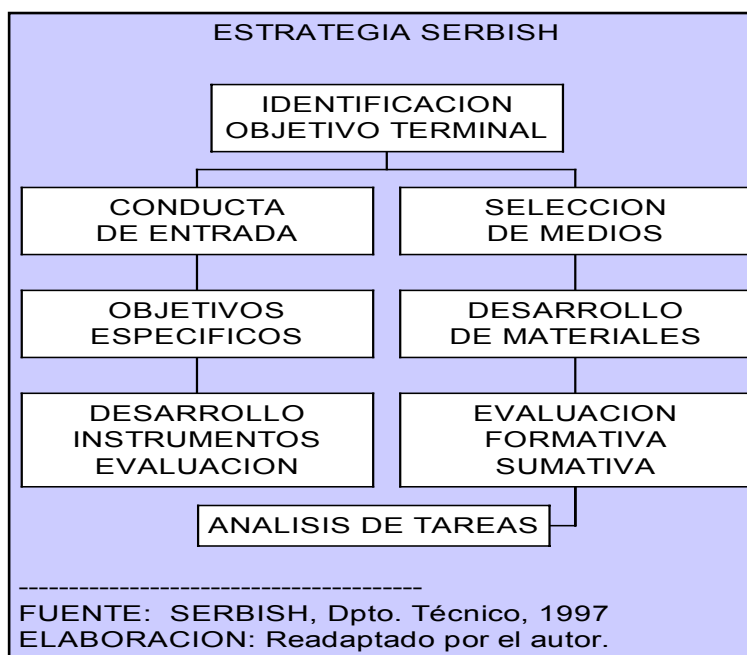 ESTRATEGIA SERBISH
IDENTIFICACION
OBJETIVO TERMINAL
CONDUCTA
DE ENTRADA
SELECCION
DE MEDIOS
OBJETIVOS
ESPECIFICOS
DESARROLLO
DE MATERIALES
DESARROLLO
INSTRUMENTOS
EVALUACION
EVALUACION
FORMATIVA
SUMATIVA
ANALISIS DE TAREAS
----------------------------------------
FUENTE: SERBISH, Dpto. Técnico, 1997
ELABORACION: Readaptado por el autor.